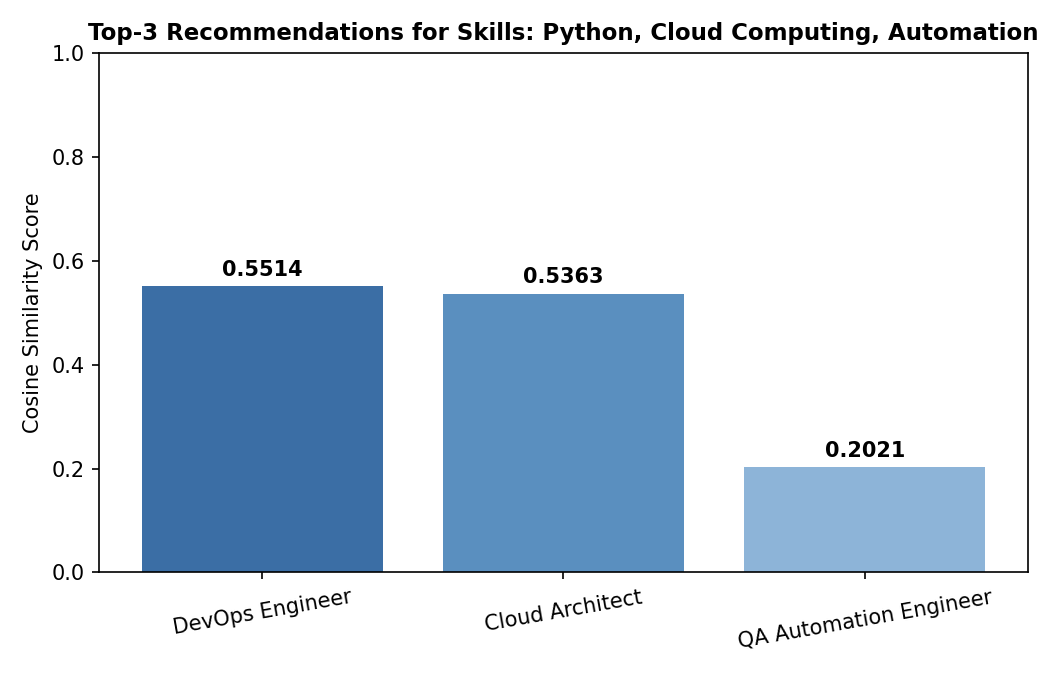 Top-3 Recommendations for Skills: Python, Cloud Computing, Automation
1.0
0.8
0.6
0.4
0.2
0.0
Cosine Similarity Score
0.5514
0.5363
0.2021
DevOps Engineer
Cloud Architect
QA Automation Engineer